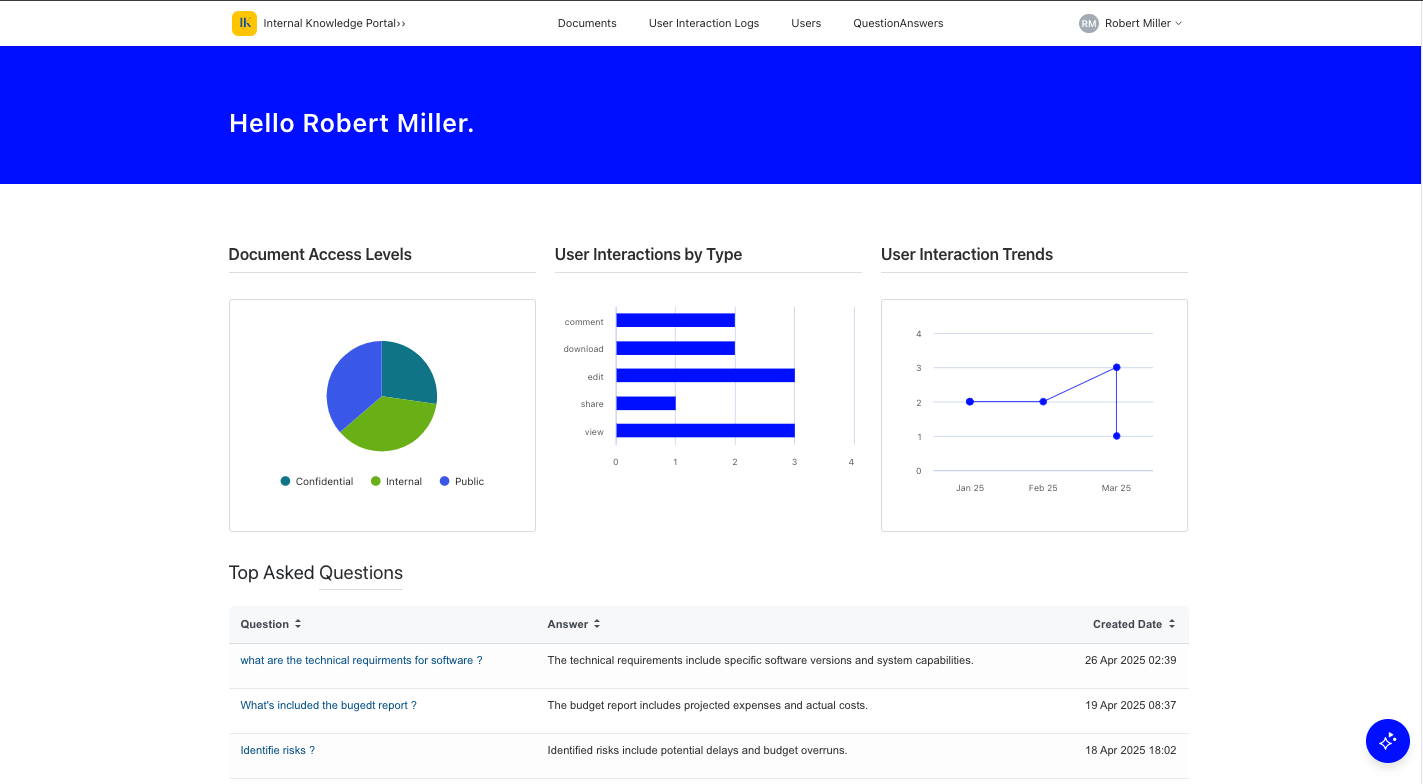 Ik Internal Knowledge Portal›› Documents User Interaction Logs Users QuestionAnswers RM Robert Miller
Hello Robert Miller.
Document Access Levels
Confidential Internal Public
User Interactions by Type
comment
download
edit
share
view
0 1 2 3 4
User Interaction Trends
4
3
2
1
0
Jan 25 Feb 25 Mar 25
Top Asked Questions
Question Answer Created Date
what are the technical requirments for software ? The technical requirements include specific software versions and system capabilities. 26 Apr 2025 02:39
What's included the bugedt report ? The budget report includes projected expenses and actual costs. 19 Apr 2025 08:37
Identifie risks ? Identified risks include potential delays and budget overruns. 18 Apr 2025 18:02